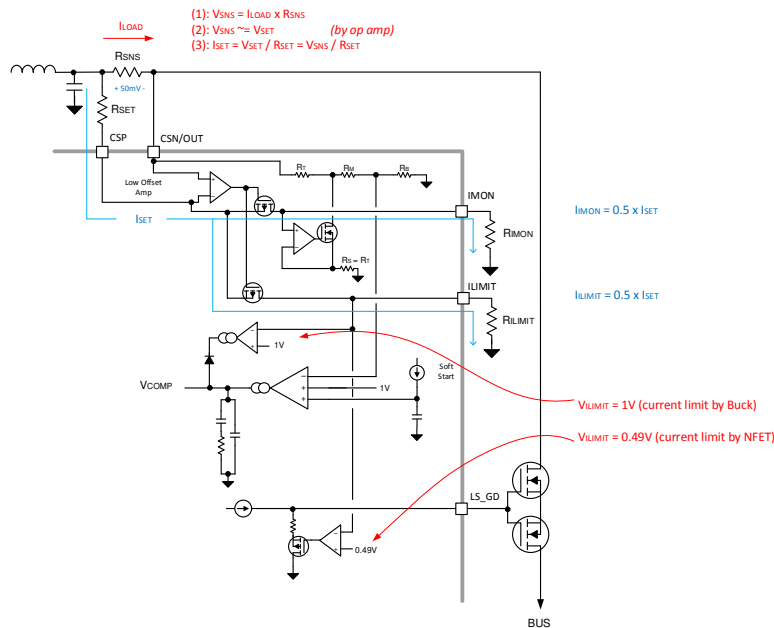 (1): VSNS = ILOAD x RSNS
(2): VSNS ~= VSET (by op amp)
(3): ISET = VSET / RSET = VSNS / RSET
ILOAD
RSNS
+ 50mV -
RSET
CSP
CSN/OUT
RT
RM
RB
Low Offset
Amp
IMON
ISET
RIMON
IMON = 0.5 x ISET
RS = RT
ILIMIT
IILIMIT = 0.5 x ISET
RILIMIT
1V
Soft
Start
VCOMP
1V
VILIMIT = 1V (current limit by Buck)
VILIMIT = 0.49V (current limit by NFET)
LS_GD
0.49V
BUS